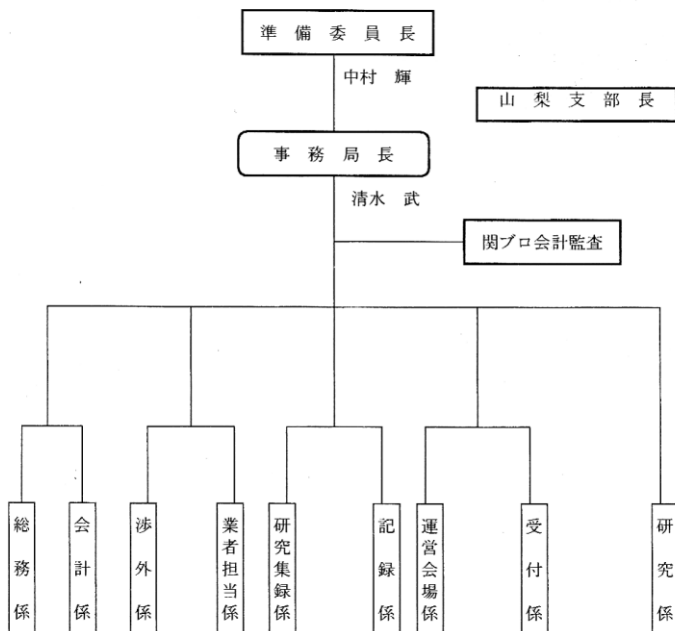 準備委員長
中村 輝
山梨支部長
事務局長
清水 武
関ブロ会計監査
総務係
会計係
渉外係
業者担当係
研究集録係
記録係
運営会場係
受付係
研究係